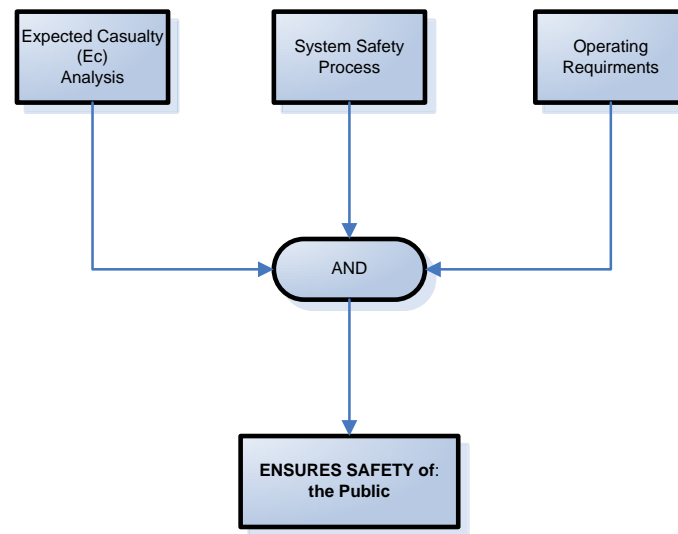 Expected Casualty
(Ec)
Analysis
System Safety
Process
Operating
Requirments
AND
ENSURES SAFETY of:
the Public